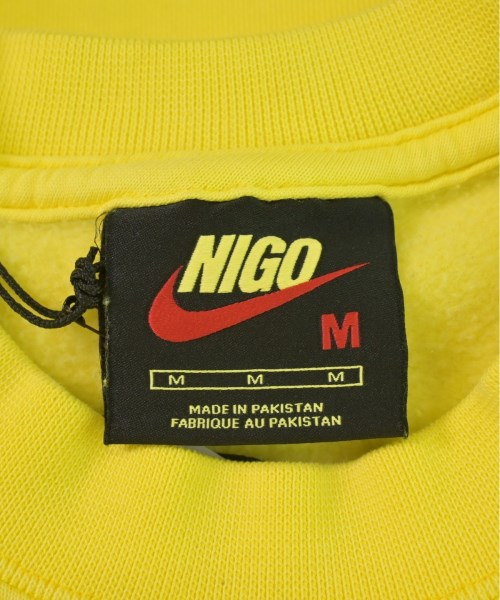 NIGO
M
M M M
MADE IN PAKISTAN
FABRIQUE AU PAKISTAN